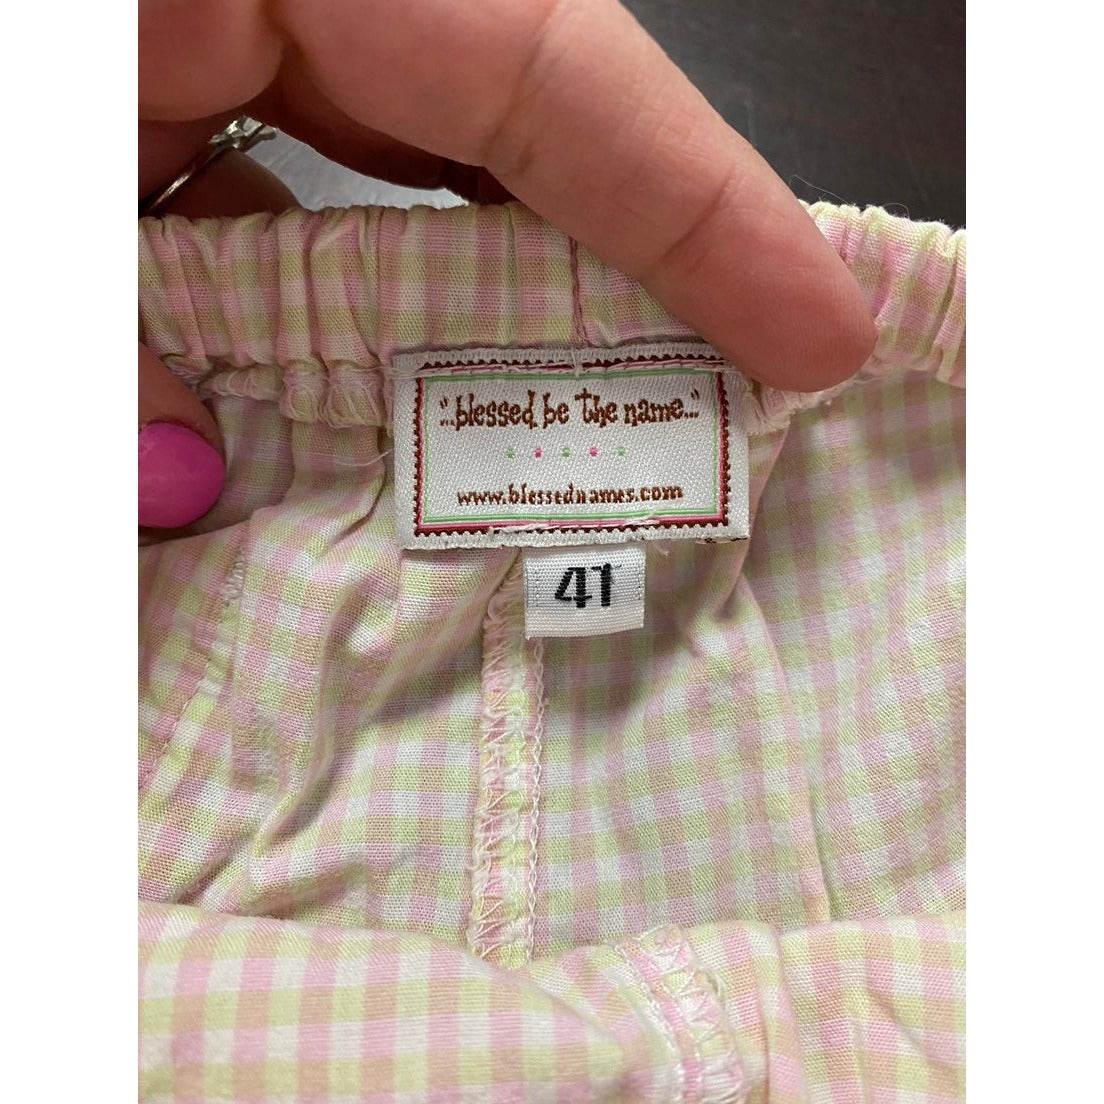 "...blessed be the name..."
www.blessednames.com
4T